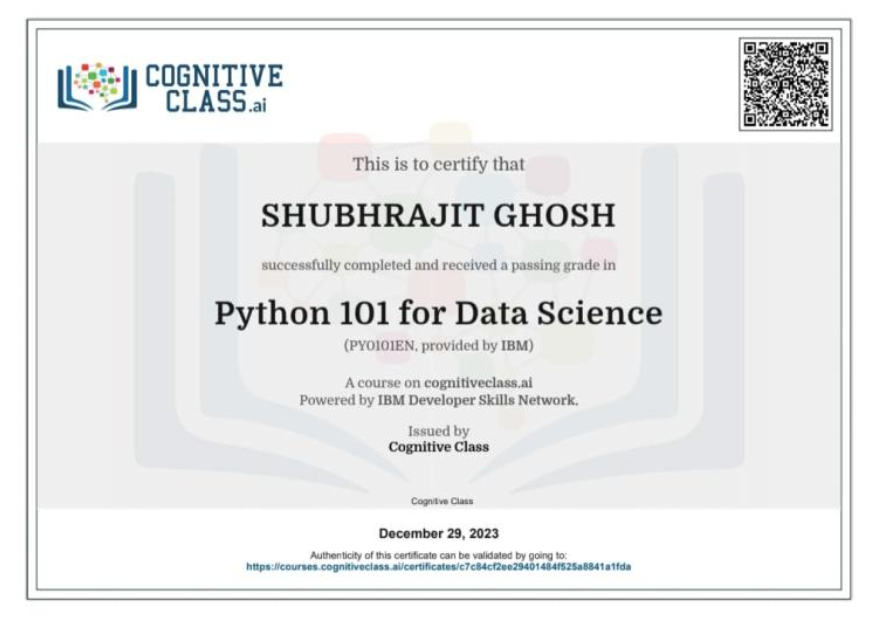 COGNITIVE
CLASS.ai
This is to certify that
SHUBHRAJIT GHOSH
successfully completed and received a passing grade in
Python 101 for Data Science
(PY0101EN, provided by IBM)
A course on cognitiveclass.ai
Powered by IBM Developer Skills Network.
Issued by
Cognitive Class
Cognitive Class
December 29, 2023
Authenticity of this certificate can be validated by going to:
https://courses.cognitiveclass.ai/certificates/c7c84cf2ee29401484f525a8841a1fda